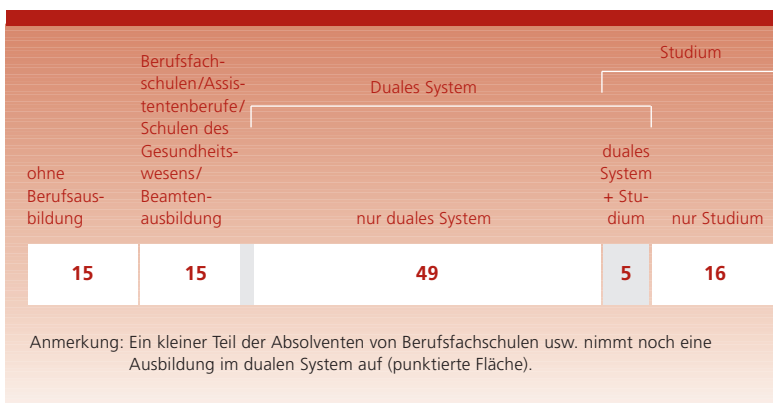 Studium
Duales System
ohne
Berufsaus-
bildung
Berufsfach-
schulen/Assis-
tentenberufe/
Schulen des
Gesundheits-
wesens/
Beamten-
ausbildung
nur duales System
duales
System
+ Stu-
dium
nur Studium
15
15
49
5
16
Anmerkung: Ein kleiner Teil der Absolventen von Berufsfachschulen usw. nimmt noch eine
Ausbildung im dualen System auf (punktierte Fläche).